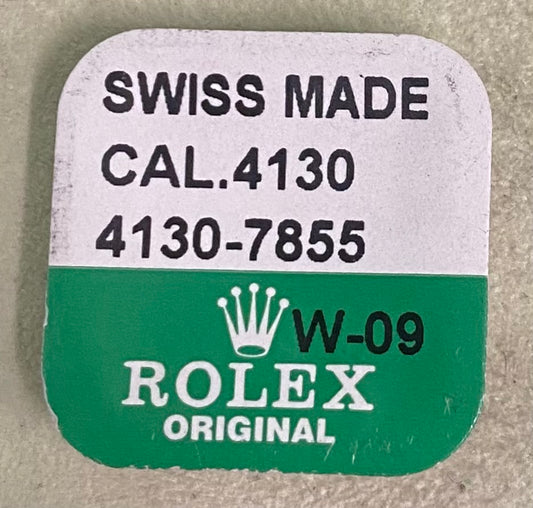 SWISS MADE
CAL.4130
4130-7855
W-09
ROLEX
ORIGINAL